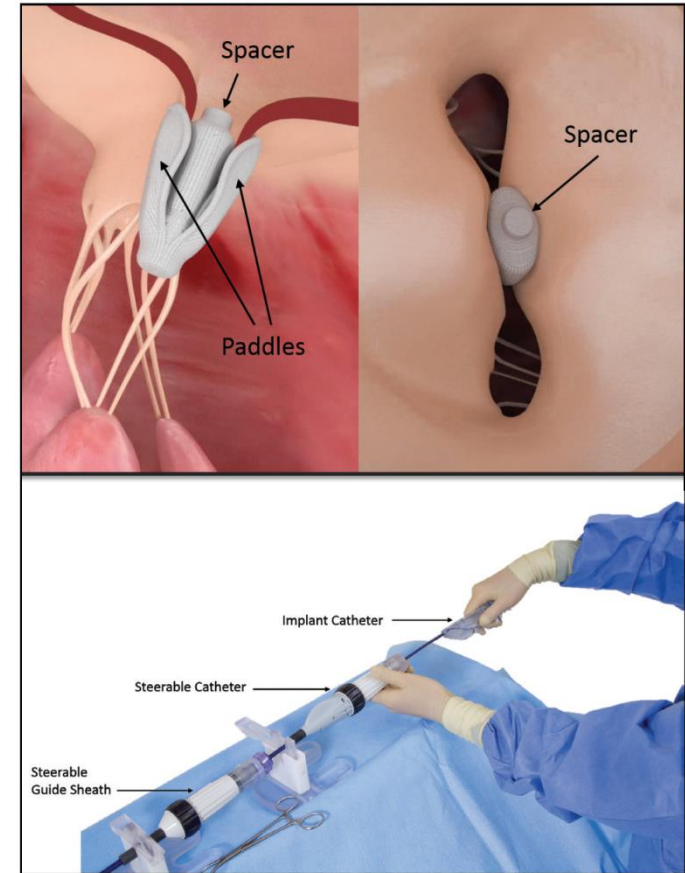 Spacer
Spacer
Paddles
Implant Catheter
Steerable Catheter
Steerable
Guide Sheath